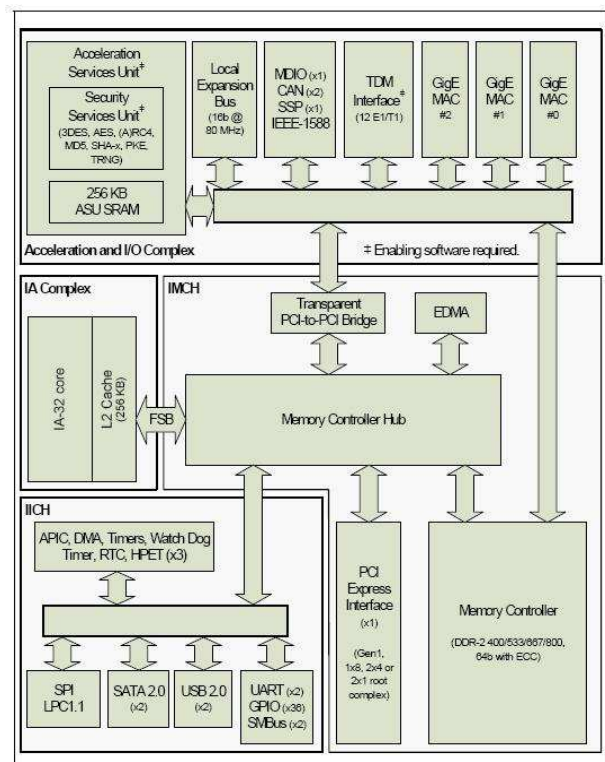 Acceleration
Services Unit‡
Security
Services Unit‡
(3DES, AES, (A)RC4,
MD5, SHA-x, PKE,
TRNG)
256 KB
ASU SRAM
Local
Expansion
Bus
(16b @
80 MHz)
MDIO (x1)
CAN (x2)
SSP (x1)
IEEE-1588
TDM
Interface‡
(12 E1/T1)
GigE
MAC
#2
GigE
MAC
#1
GigE
MAC
#0
Acceleration and I/O Complex
‡ Enabling software required.
IA Complex
IA-32 core
L2 Cache
(256 KB)
FSB
IMCH
Transparent
PCI-to-PCI Bridge
EDMA
Memory Controller Hub
IICH
APIC, DMA, Timers, Watch Dog
Timer, RTC, HPET (x3)
SPI
LPC1.1
SATA 2.0
(x2)
USB 2.0
(x2)
UART (x2)
GPIO (x36)
SMBus (x2)
PCI
Express
Interface
(x1)
(Gen1,
1x8, 2x4 or
2x1 root
complex)
Memory Controller
(DDR-2 400/533/667/800,
64b with ECC)